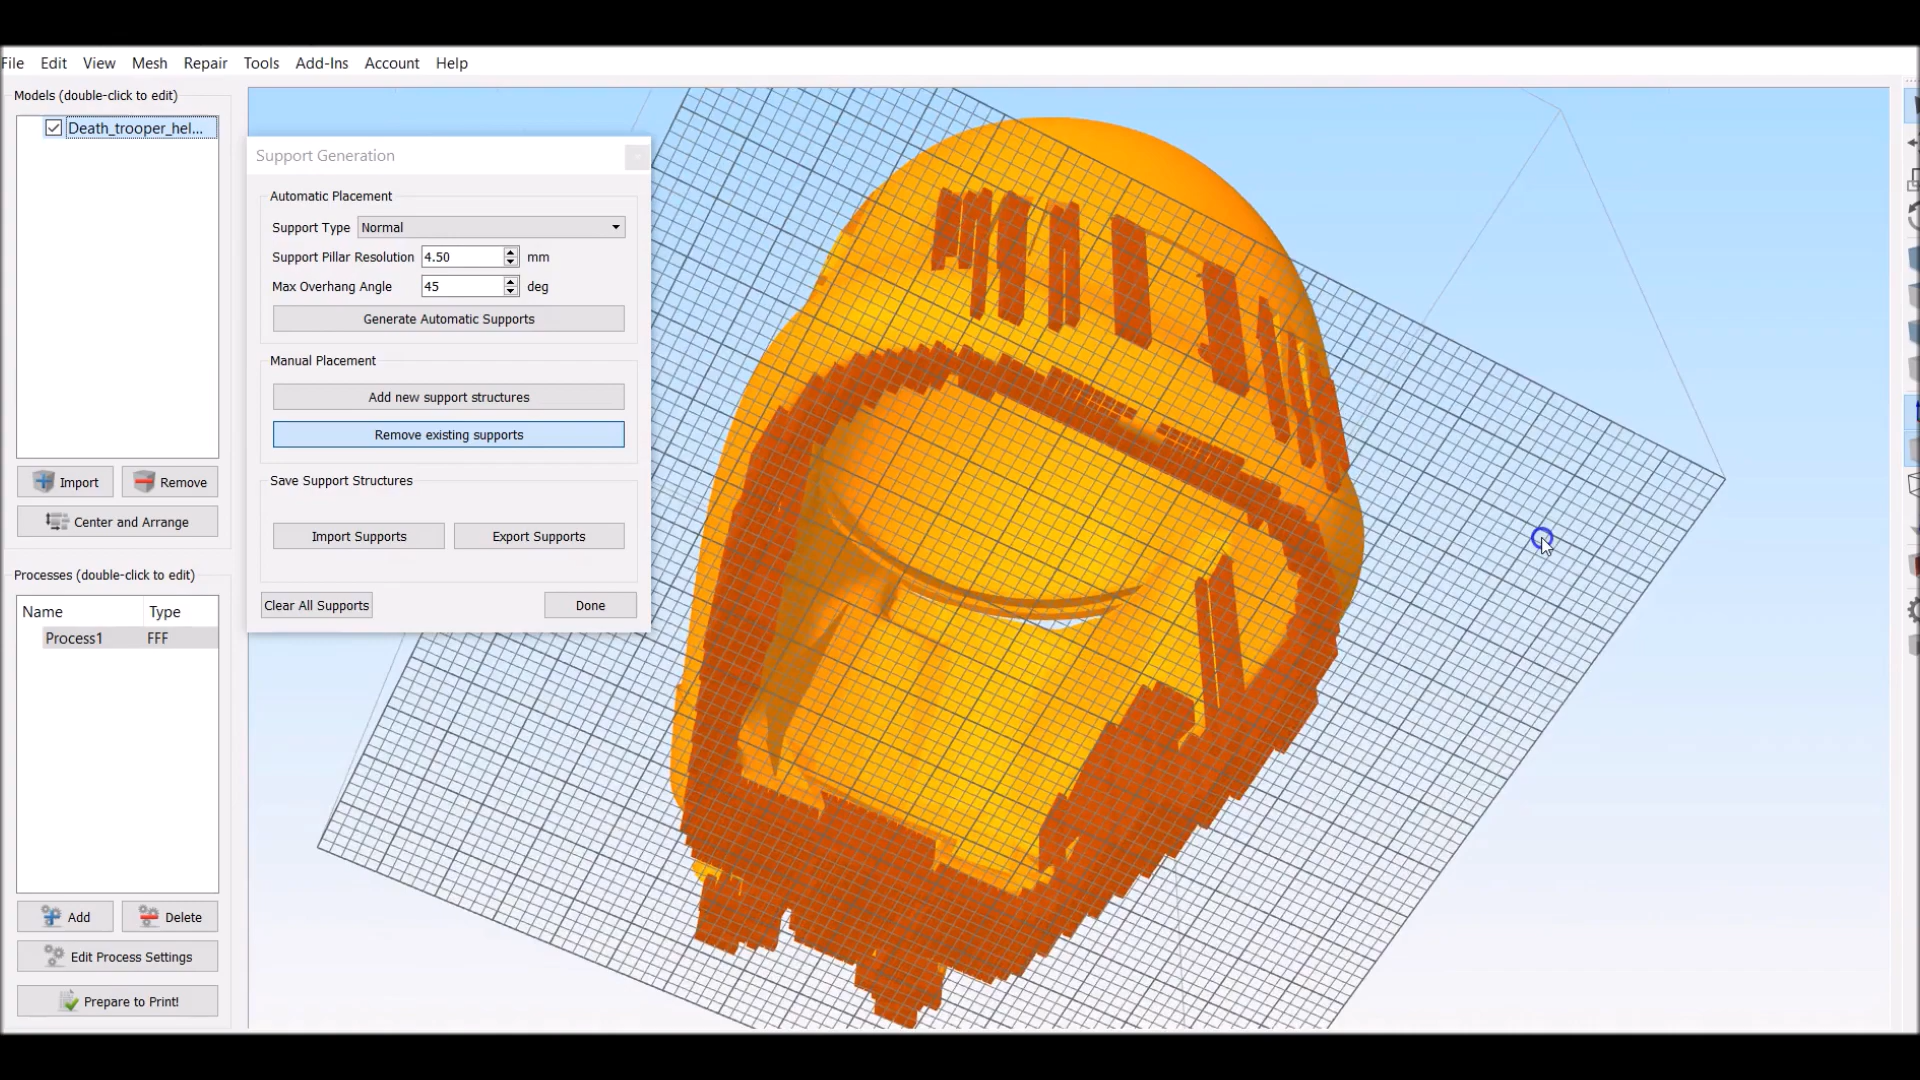 File Edit View Mesh Repair Tools Add-Ins Account Help
Models (double-click to edit)
Death_trooper_hel...
Import Remove
Center and Arrange
Processes (double-click to edit)
Name Type
Process1 FFF
Add Delete
Edit Process Settings
Prepare to Print!
Support Generation
Automatic Placement
Support Type Normal
Support Pillar Resolution 4.50 mm
Max Overhang Angle 45 deg
Generate Automatic Supports
Manual Placement
Add new support structures
Remove existing supports
Save Support Structures
Import Supports Export Supports
Clear All Supports Done